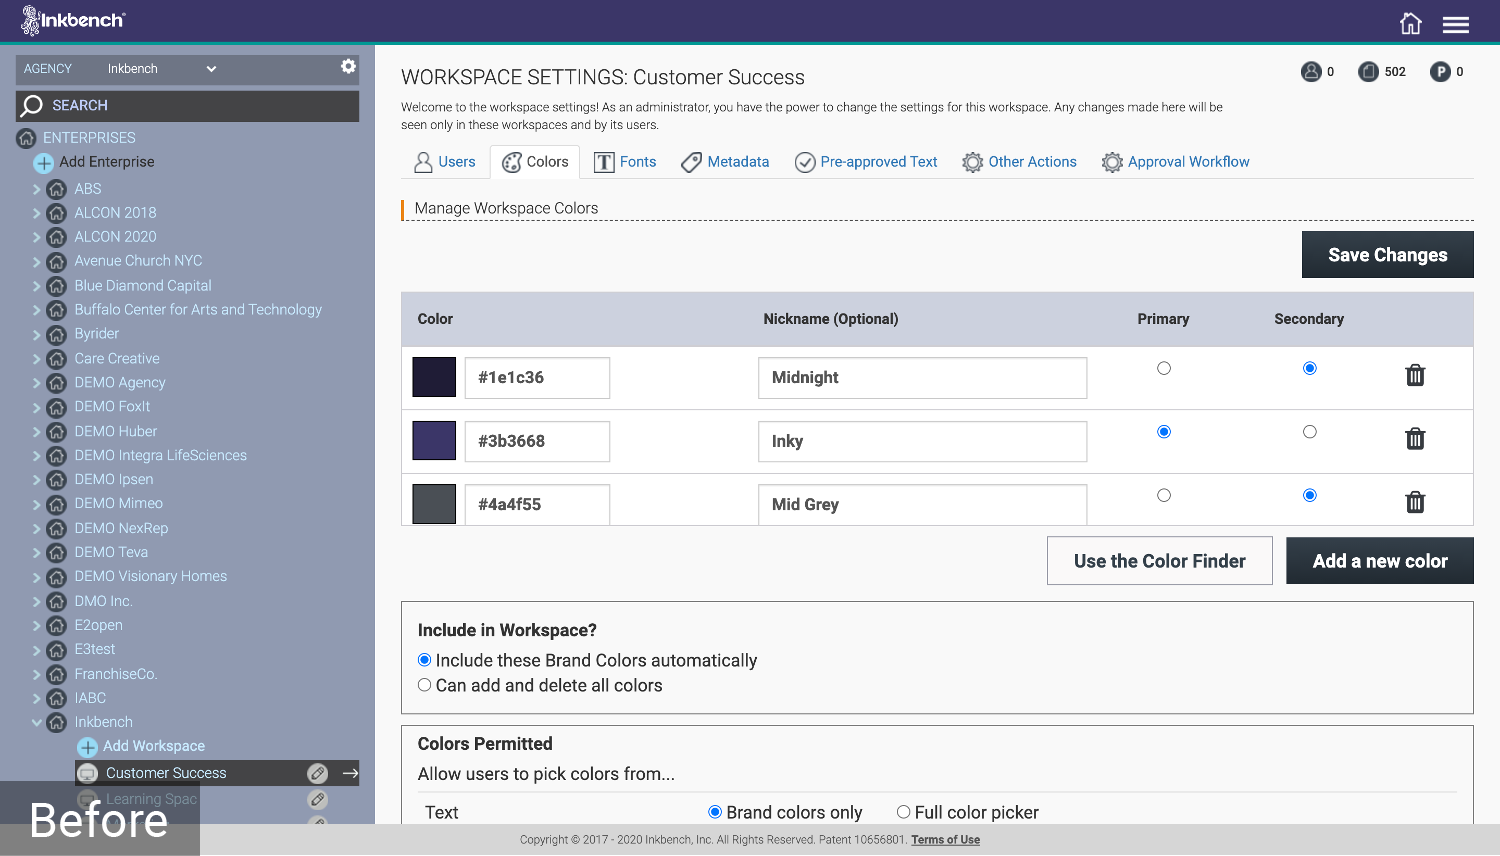 Inkbench
AGENCY Inkbench
SEARCH
ENTERPRISES
Add Enterprise
ABS
ALCON 2018
ALCON 2020
Avenue Church NYC
Blue Diamond Capital
Buffalo Center for Arts and Technology
Byrider
Care Creative
DEMO Agency
DEMO FoxIt
DEMO Huber
DEMO Integra LifeSciences
DEMO Ipsen
DEMO Mimeo
DEMO NexRep
DEMO Teva
DEMO Visionary Homes
DMO Inc.
E2open
E3test
FranchiseCo.
IABC
Inkbench
Add Workspace
Customer Success
Learning Spac
Before
WORKSPACE SETTINGS: Customer Success
0 502 P 0
Welcome to the workspace settings! As an administrator, you have the power to change the settings for this workspace. Any changes made here will be
seen only in these workspaces and by its users.
Users Colors T Fonts Metadata Pre-approved Text Other Actions Approval Workflow
Manage Workspace Colors
Save Changes
Color Nickname (Optional) Primary Secondary
#1e1c36 Midnight
#3b3668 Inky
#4a4f55 Mid Grey
Use the Color Finder Add a new color
Include in Workspace?
Include these Brand Colors automatically
Can add and delete all colors
Colors Permitted
Allow users to pick colors from...
Text Brand colors only Full color picker
Copyright © 2017 - 2020 Inkbench, Inc. All Rights Reserved. Patent 10656801. Terms of Use